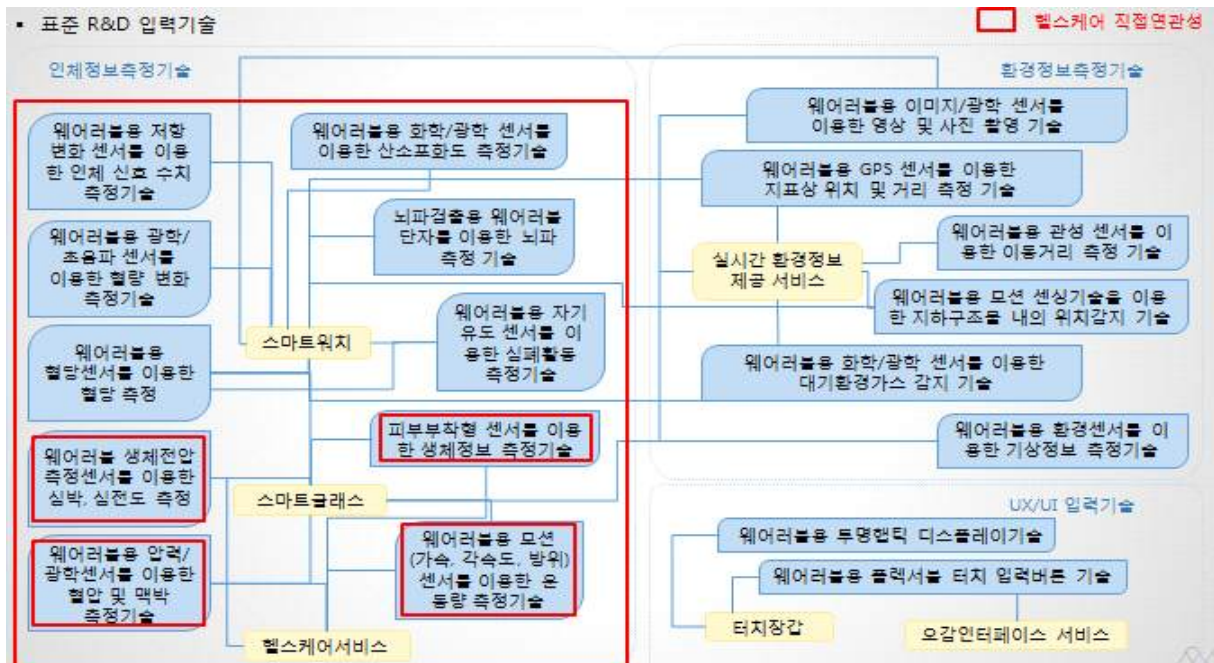 ▪ 표준 R&D 입력기술
헬스케어 직접연관성
인체정보측정기술
웨어러블용 저항
변화 센서를 이용
한 인체 신호 수치
측정기술
웨어러블용 화학/광학 센서를
이용한 산소포화도 측정기술
뇌파검출용 웨어러블
단자를 이용한 뇌파
측정 기술
웨어러블용 광학/
초음파 센서를
이용한 혈량 변화
측정기술
웨어러블용 자기
유도 센서를 이
용한 심폐활동
측정기술
스마트워치
웨어러블용
혈당센서를 이용한
혈당 측정
피부부착형 센서를 이용
한 생체정보 측정기술
웨어러블 생체전압
측정센서를 이용한
심박, 심전도 측정
스마트글래스
웨어러블용 모션
(가속, 각속도, 방위)
센서를 이용한 운
동량 측정기술
웨어러블용 압력/
광학센서를 이용한
혈압 및 맥박
측정기술
헬스케어서비스
환경정보측정기술
웨어러블용 이미지/광학 센서를
이용한 영상 및 사진 촬영 기술
웨어러블용 GPS 센서를 이용한
지표상 위치 및 거리 측정 기술
웨어러블용 관성 센서를 이
용한 이동거리 측정 기술
실시간 환경정보
제공 서비스
웨어러블용 모션 센싱기술을 이용
한 지하구조물 내의 위치감지 기술
웨어러블용 화학/광학 센서를 이용한
대기환경가스 감지 기술
웨어러블용 환경센서를 이
용한 기상정보 측정기술
UX/UI 입력기술
웨어러블용 투명햅틱 디스플레이기술
웨어러블용 플렉서블 터치 입력버튼 기술
터치장갑
오감인터페이스 서비스